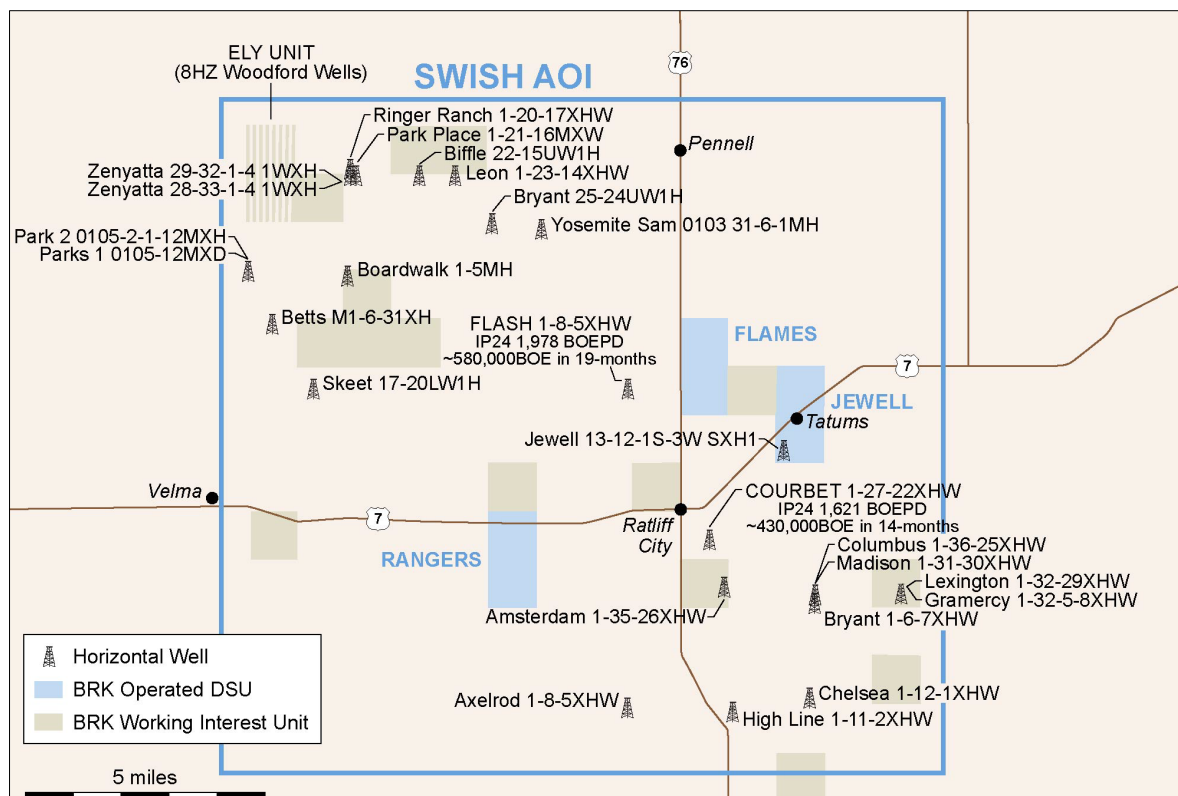 ELY UNIT
(8HZ Woodford Wells)
SWISH AOI
76
Ringer Ranch 1-20-17XHW
Park Place 1-21-16MXW
Biffle 22-15UW1H
Pennell
Zenyatta 29-32-1-4 1WXH
Leon 1-23-14XHW
Zenyatta 28-33-1-4 1WXH
Bryant 25-24UW1H
Yosemite Sam 0103 31-6-1MH
Park 2 0105-2-1-12MXH
Parks 1 0105-12MXD
Boardwalk 1-5MH
Betts M1-6-31XH
FLASH 1-8-5XHW
IP24 1,978 BOEPD
~580,000BOE in 19-months
FLAMES
7
Skeet 17-20LW1H
JEWELL
Tatums
Jewell 13-12-1S-3W SXH1
Velma
COURBET 1-27-22XHW
IP24 1,621 BOEPD
~430,000BOE in 14-months
7
Ratliff
City
RANGERS
Columbus 1-36-25XHW
Madison 1-31-30XHW
Lexington 1-32-29XHW
Gramercy 1-32-5-8XHW
Amsterdam 1-35-26XHW
Bryant 1-6-7XHW
Horizontal Well
BRK Operated DSU
BRK Working Interest Unit
Chelsea 1-12-1XHW
Axelrod 1-8-5XHW
High Line 1-11-2XHW
5 miles